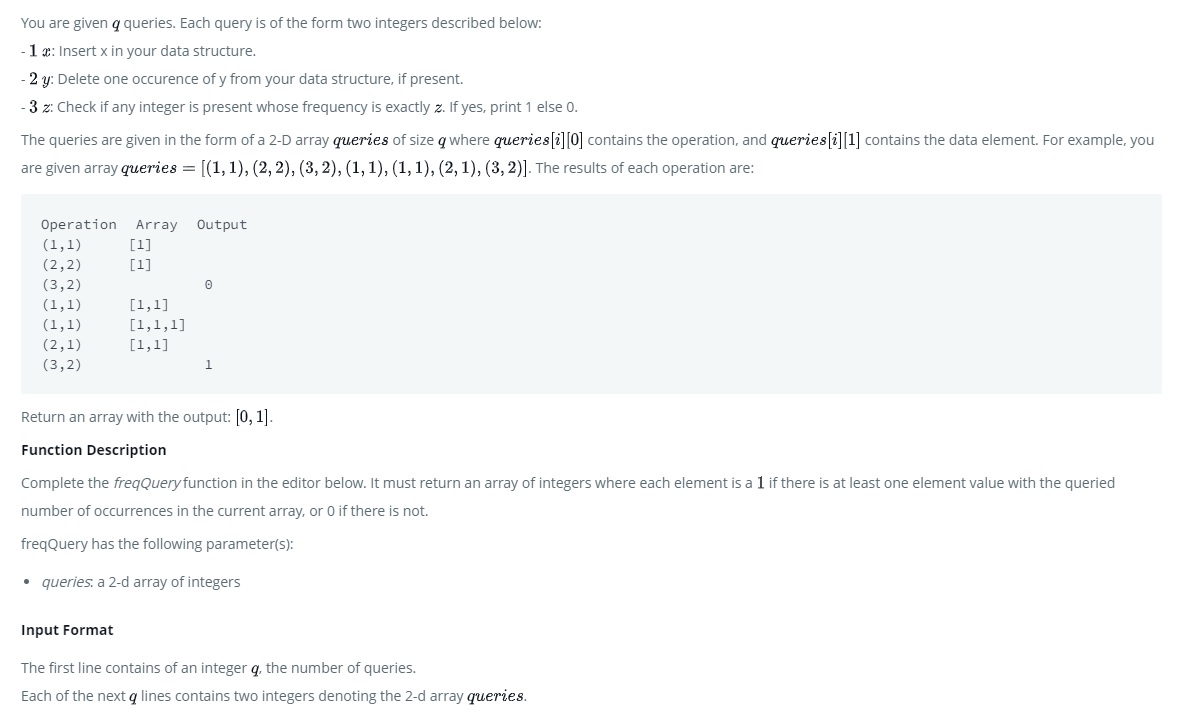 You are given q queries. Each query is of the form two integers described below:
- 1 x: Insert x in your data structure.
- 2 y: Delete one occurence of y from your data structure, if present.
- 3 z: Check if any integer is present whose frequency is exactly z. If yes, print 1 else 0.
The queries are given in the form of a 2-D array queries of size q where queries[i][0] contains the operation, and queries[i][1] contains the data element. For example, you
are given array queries = [(1, 1), (2, 2), (3, 2), (1, 1), (1, 1), (2, 1), (3, 2)]. The results of each operation are:
Operation Array Output
(1,1) [1]
(2,2) [1]
(3,2) 0
(1,1) [1,1]
(1,1) [1,1,1]
(2,1) [1,1]
(3,2) 1
Return an array with the output: [0, 1].
Function Description
Complete the freqQuery function in the editor below. It must return an array of integers where each element is a 1 if there is at least one element value with the queried
number of occurrences in the current array, or 0 if there is not.
freqQuery has the following parameter(s):
• queries: a 2-d array of integers
Input Format
The first line contains of an integer q, the number of queries.
Each of the next q lines contains two integers denoting the 2-d array queries.